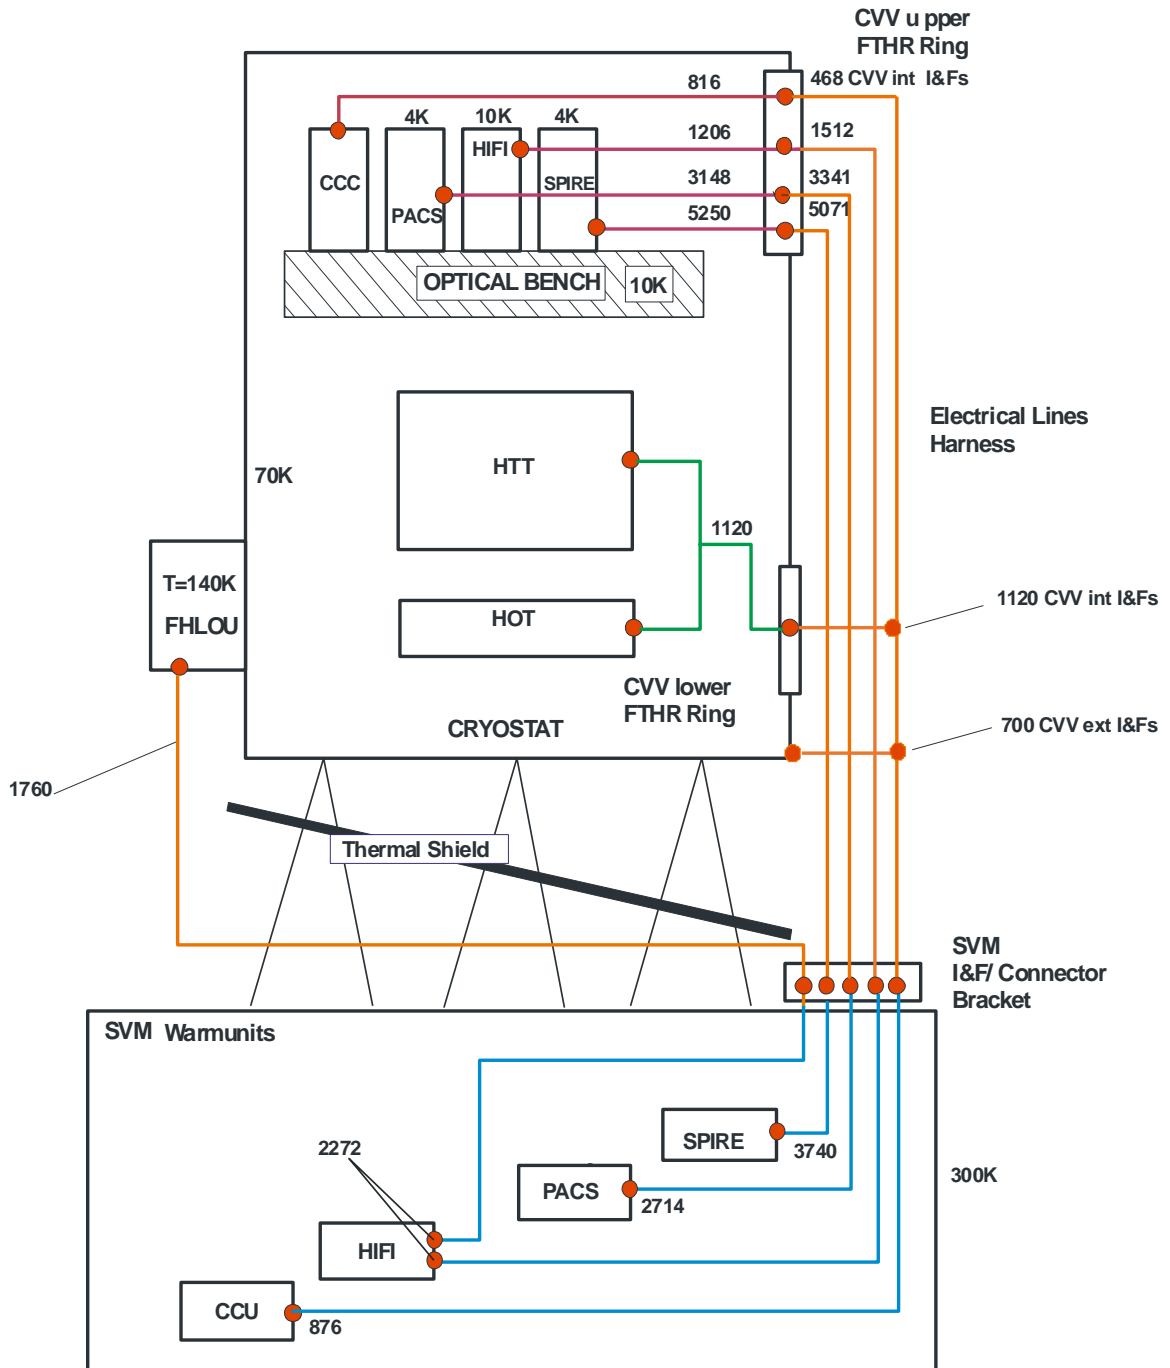 CVV u pper
FTHR Ring
816
468 CVV int I&Fs
4K
10K
4K
1206
1512
HIFI
CCC
3148
3341
SPIRE
PACS
5250
5071
OPTICAL BENCH
10K
Electrical Lines
Harness
HTT
70K
1120
T=140K
1120 CVV int I&Fs
HOT
FHLOU
CVV lower
FTHR Ring
CRYOSTAT
700 CVV ext I&Fs
1760
Thermal Shield
SVM
I&F/ Connector
Bracket
SVM Warmunits
SPIRE
3740
2272
300K
PACS
2714
HIFI
CCU
876